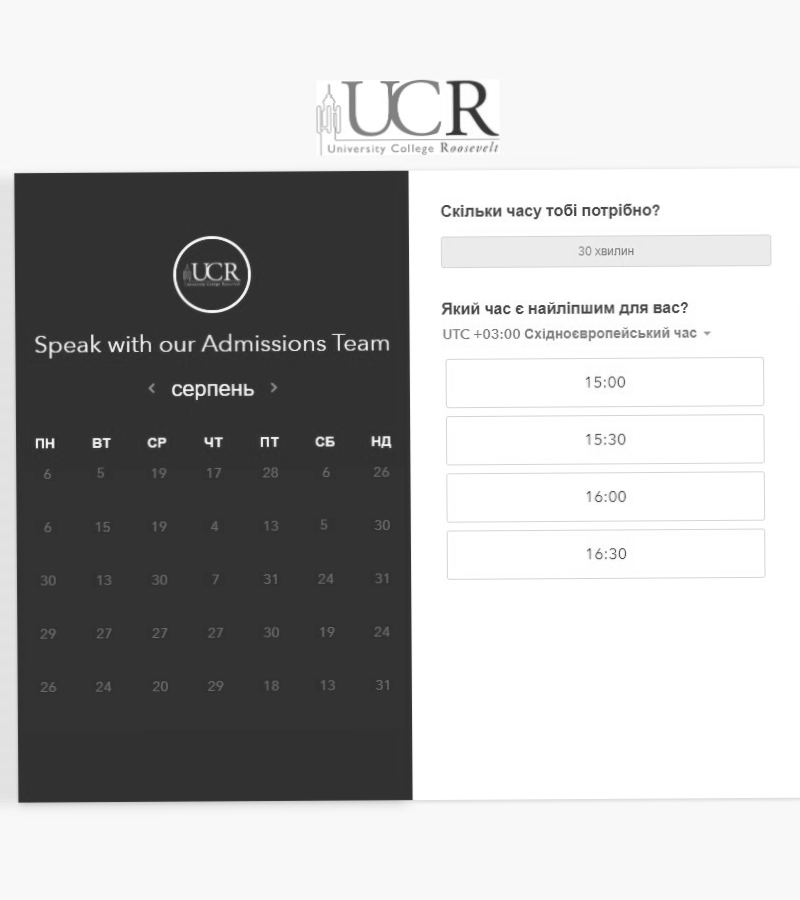 UCR
University College Roosevelt
UCR
Speak with our Admissions Team
серпень
ПН ВТ СР ЧТ ПТ СБ НД
6 5 19 17 28 6 26
6 15 19 4 13 5 30
30 13 30 7 31 24 31
29 27 27 27 30 19 24
26 24 20 29 18 13 31
Скільки часу тобі потрібно?
30 хвилин
Який час є найліпшим для вас?
UTC +03:00 Східноєвропейський час
15:00
15:30
16:00
16:30